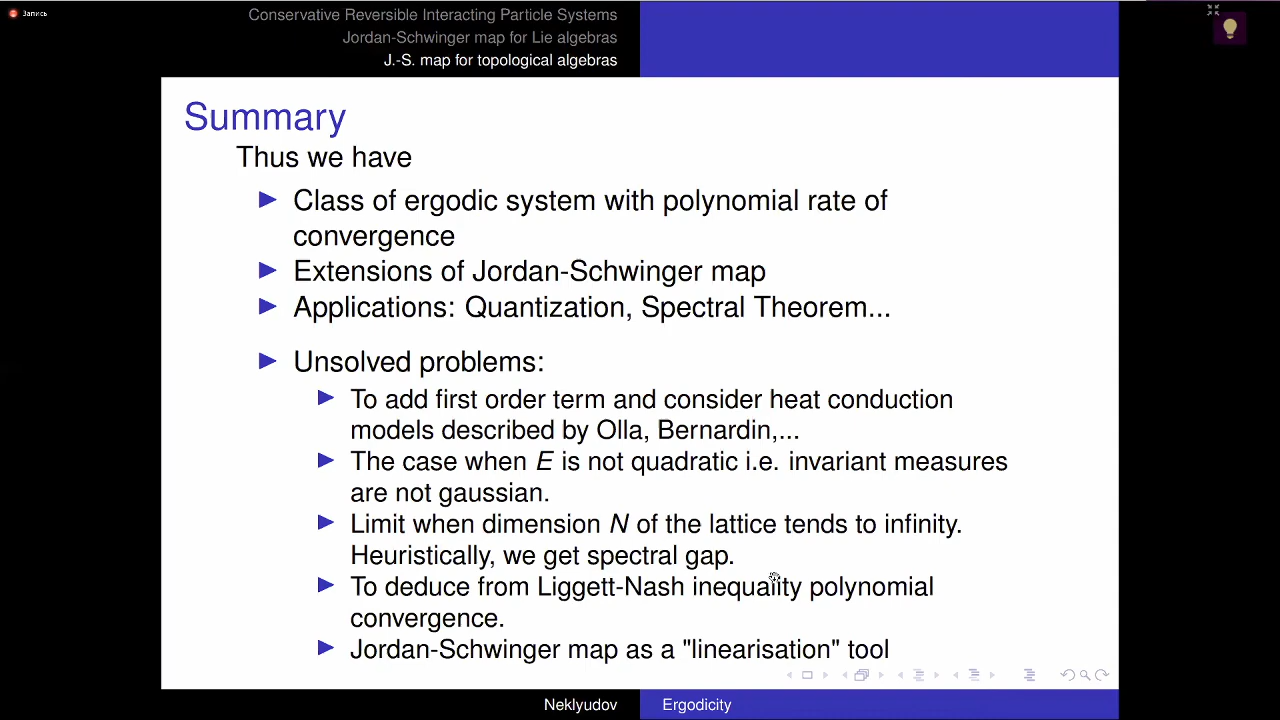 Запись
Conservative Reversible Interacting Particle Systems
Jordan-Schwinger map for Lie algebras
J.-S. map for topological algebras
Summary
Thus we have
Class of ergodic system with polynomial rate of
convergence
Extensions of Jordan-Schwinger map
Applications: Quantization, Spectral Theorem...
Unsolved problems:
To add first order term and consider heat conduction
models described by Olla, Bernardin,...
The case when E is not quadratic i.e. invariant measures
are not gaussian.
Limit when dimension N of the lattice tends to infinity.
Heuristically, we get spectral gap.
To deduce from Liggett-Nash inequality polynomial
convergence.
Jordan-Schwinger map as a "linearisation" tool
Neklyudov
Ergodicity